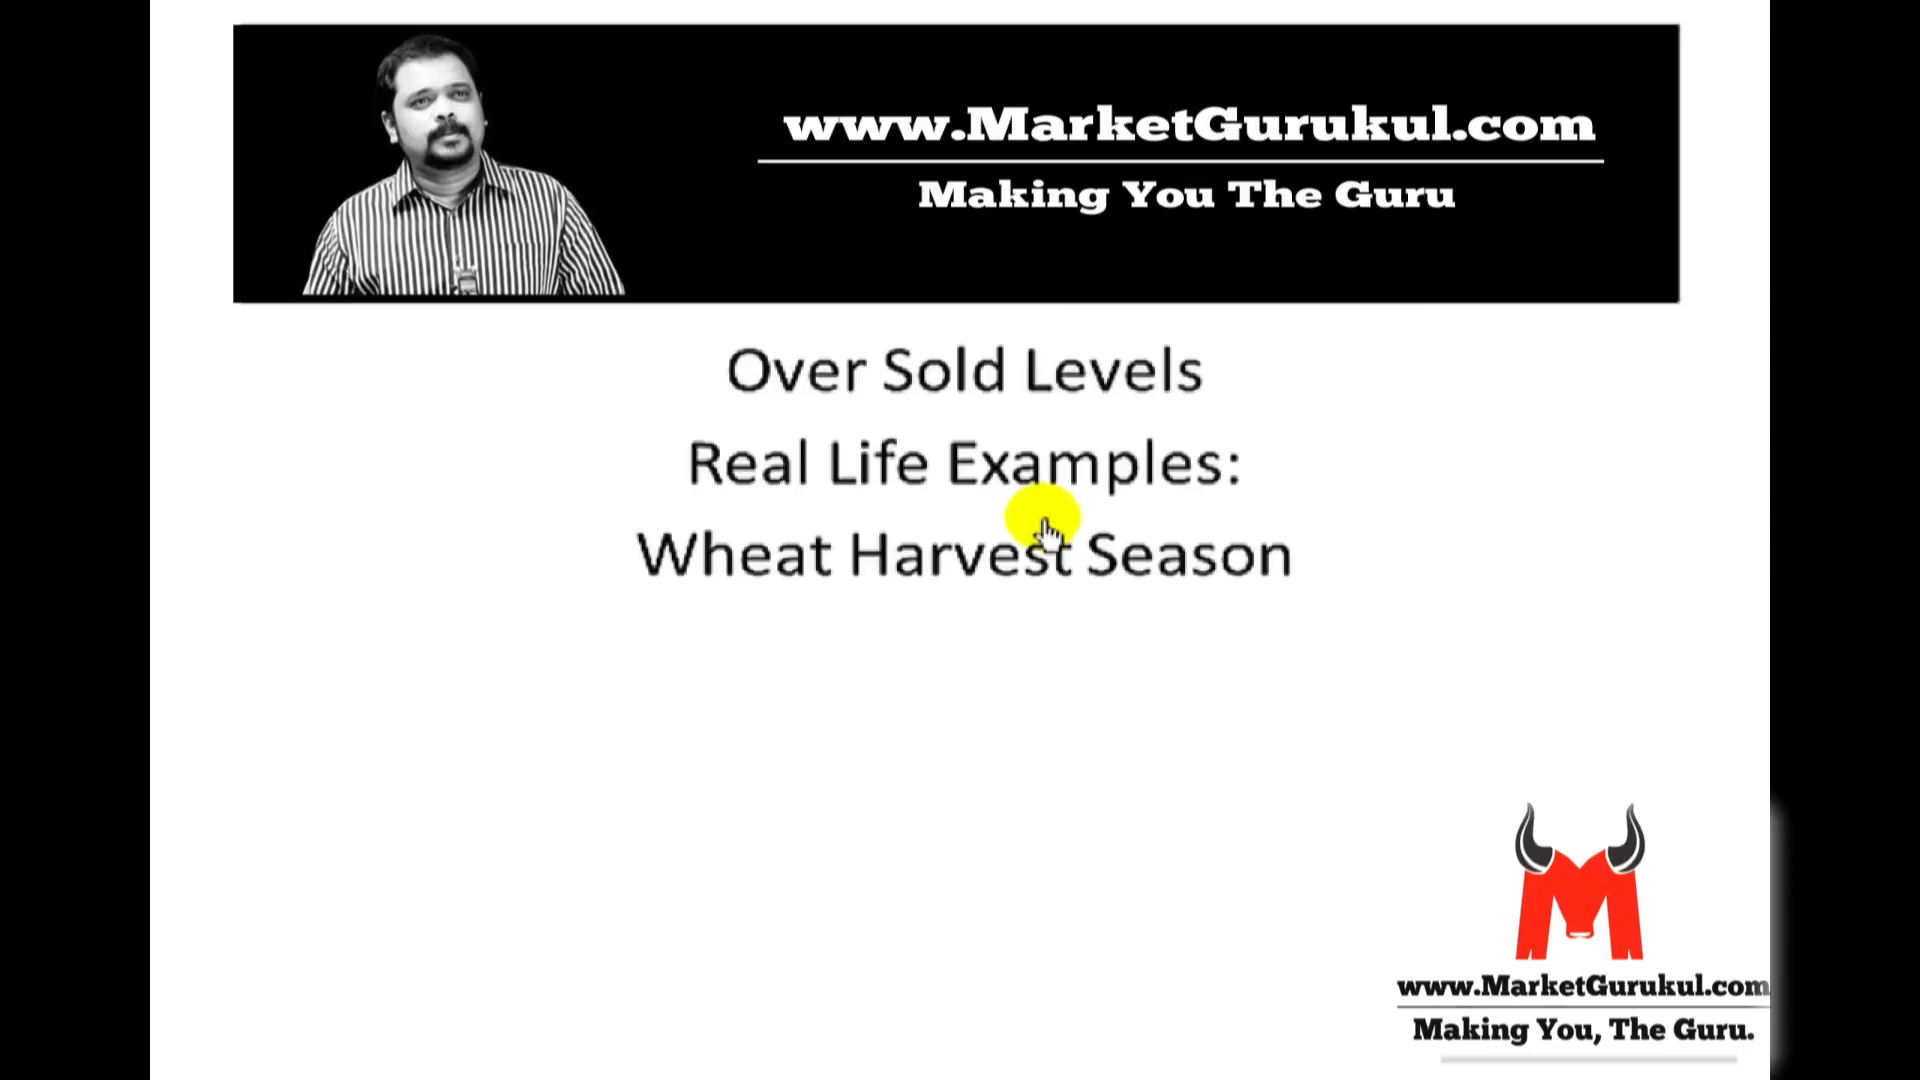 www.MarketGurukul.com
Making You The Guru
Over Sold Levels
Real Life Examples:
Wheat Harvest Season
www.MarketGurukul.com
Making You, The Guru.